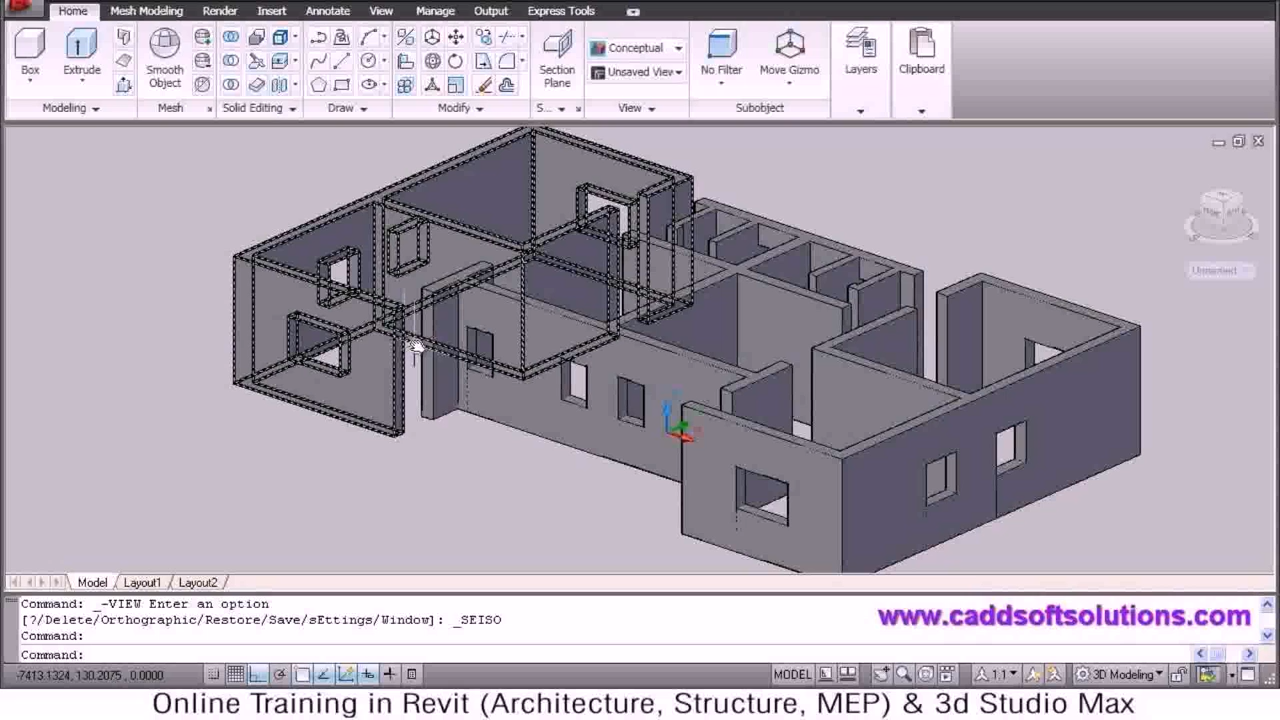 Home Mesh Modeling Render Insert Annotate View Manage Output Express Tools
Conceptual
Unsaved View
Box Extrude Smooth Object Section Plane No Filter Move Gizmo Layers Clipboard
Modeling Mesh Solid Editing Draw Modify S... View Subobject
Unnamed
Model Layout1 Layout2
Command: _-VIEW Enter an option
[?/Delete/Orthographic/Restore/Save/sEttings/Window]: _SEISO
Command:
Command:
www.caddsoftsolutions.com
-7413.1324, 130.2075, 0.0000 MODEL 1:1 3D Modeling
Online Training in Revit (Architecture, Structure, MEP) & 3d Studio Max